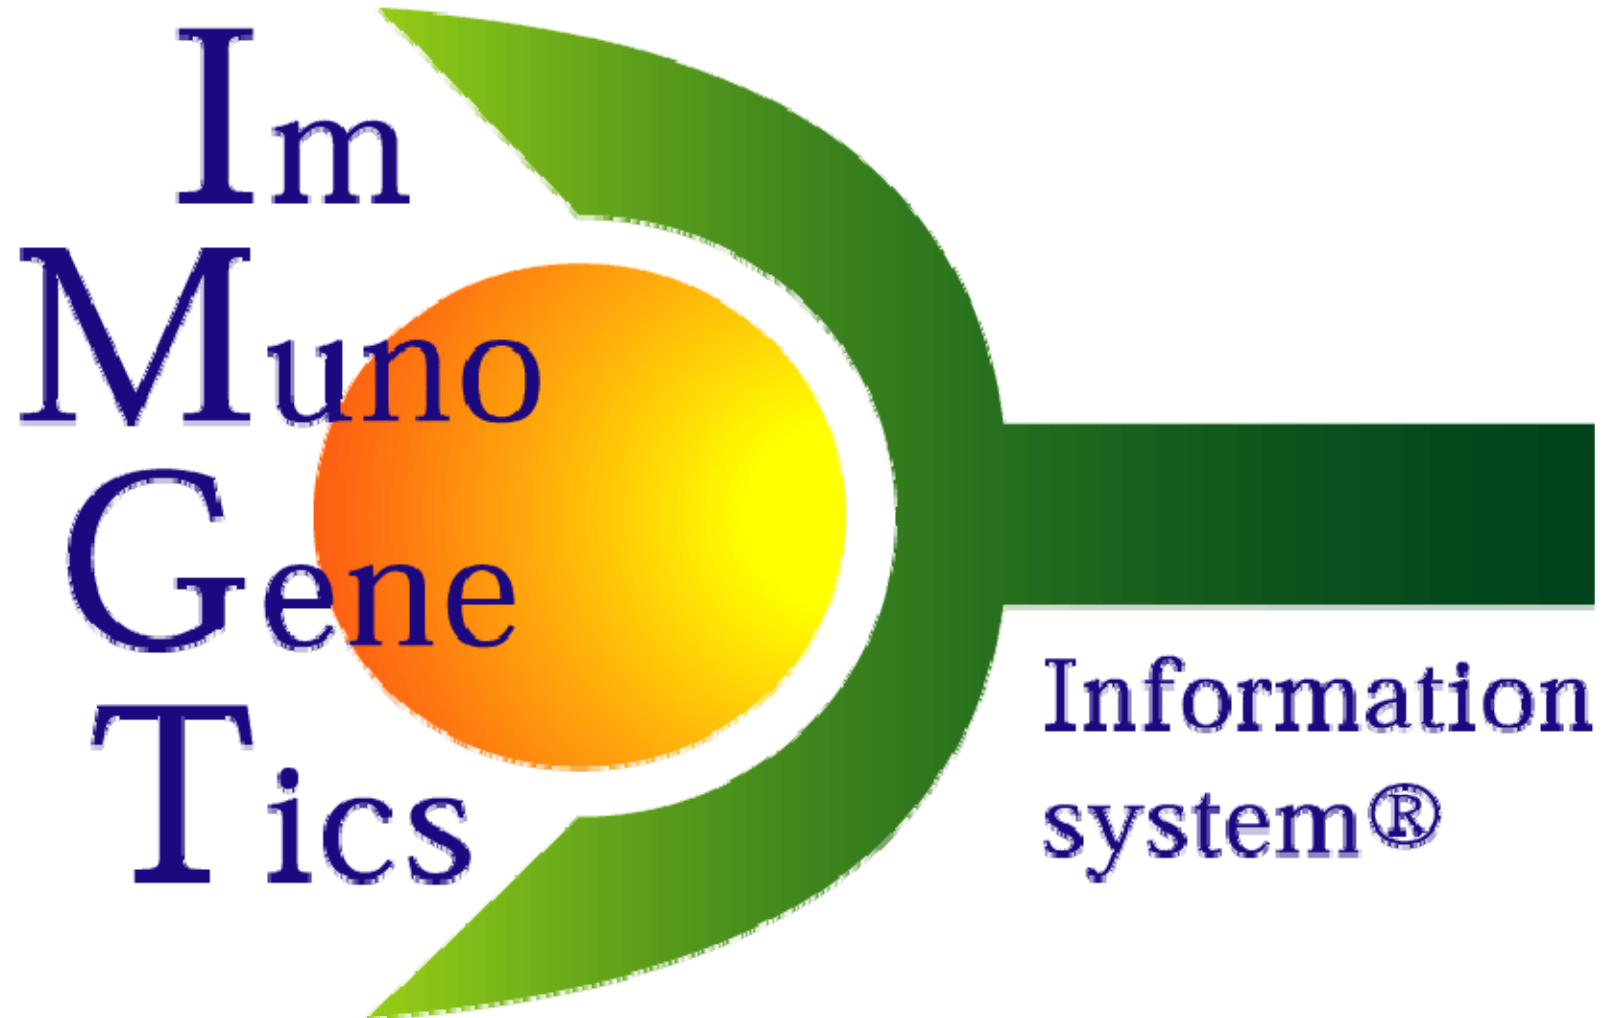 Im
Muno
Gene
Tics
Information
system®